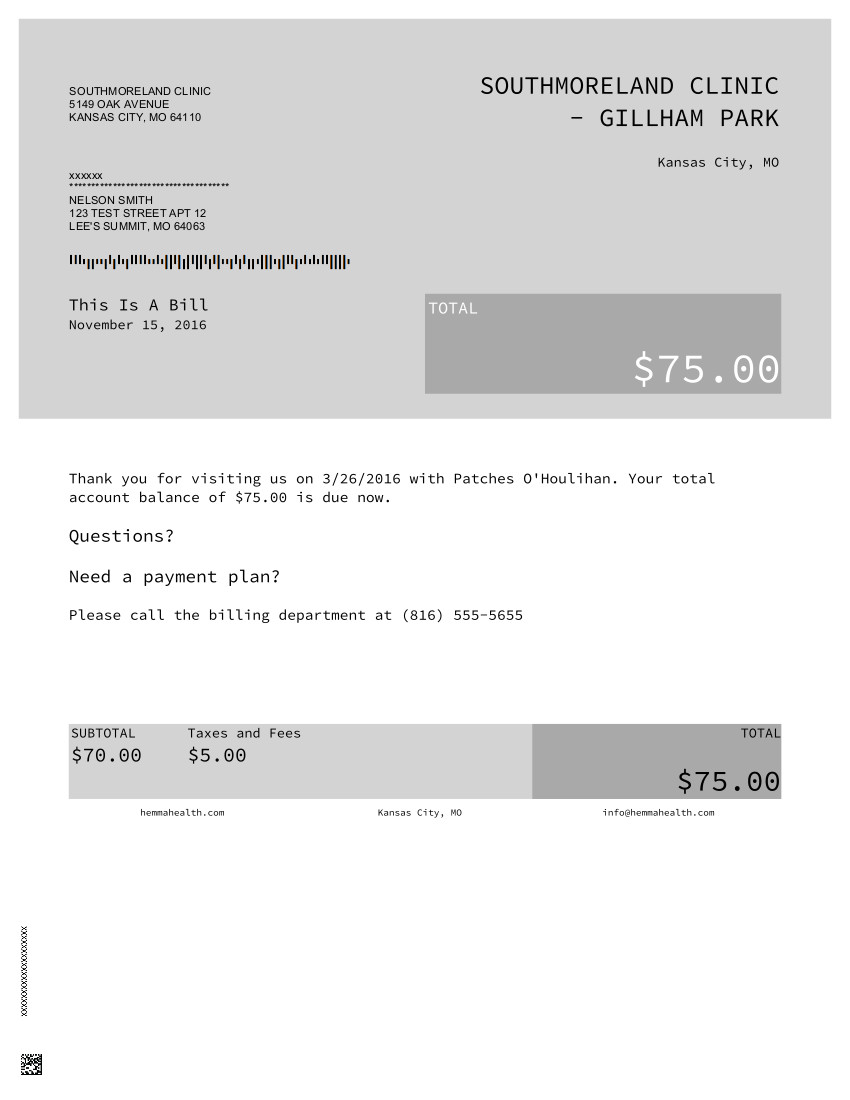 SOUTHMORELAND CLINIC
5149 OAK AVENUE
KANSAS CITY, MO 64110
SOUTHMORELAND CLINIC
– GILLHAM PARK
Kansas City, MO
xxxxxx
************************************
NELSON SMITH
123 TEST STREET APT 12
LEE'S SUMMIT, MO 64063
This Is A Bill
November 15, 2016
TOTAL
$75.00
Thank you for visiting us on 3/26/2016 with Patches O'Houlihan. Your total
account balance of $75.00 is due now.
Questions?
Need a payment plan?
Please call the billing department at (816) 555-5655
SUBTOTAL
$70.00
Taxes and Fees
$5.00
TOTAL
$75.00
hemmahealth.com
Kansas City, MO
info@hemmahealth.com
XXXXXXXXXXXXXXXXXXXX